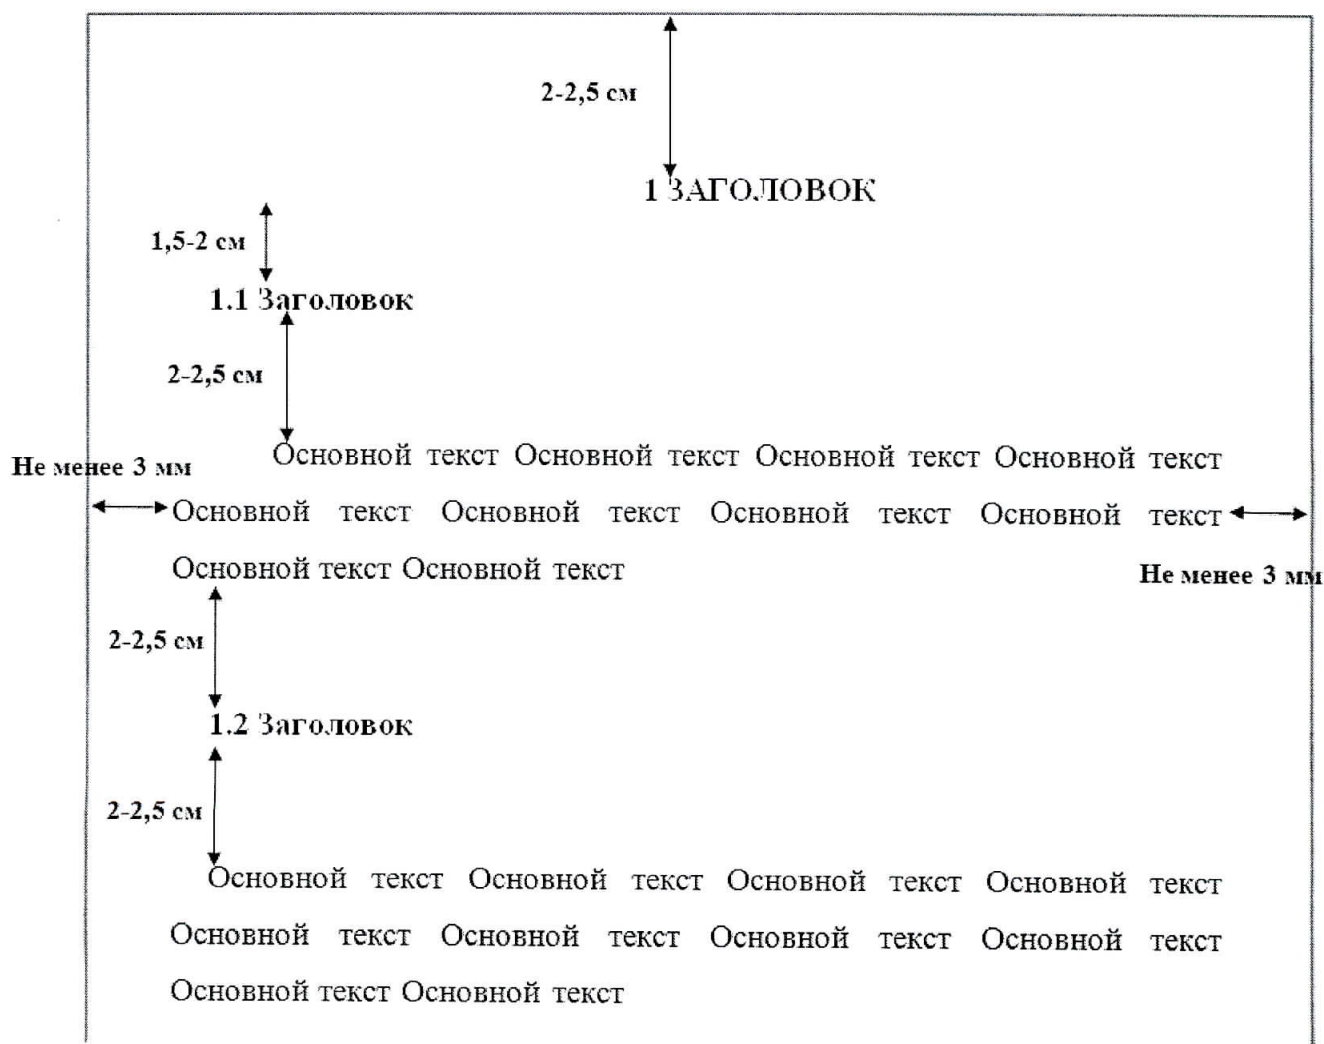 2-2,5 см
1 ЗАГОЛОВОК
1,5-2 см
1.1 Заголовок
2-2,5 см
Основной текст Основной текст Основной текст Основной текст
Не менее 3 мм
Основной текст Основной текст Основной текст Основной текст
Основной текст Основной текст
Не менее 3 мм
2-2,5 см
1.2 Заголовок
2-2,5 см
Основной текст Основной текст Основной текст Основной текст
Основной текст Основной текст Основной текст Основной текст
Основной текст Основной текст